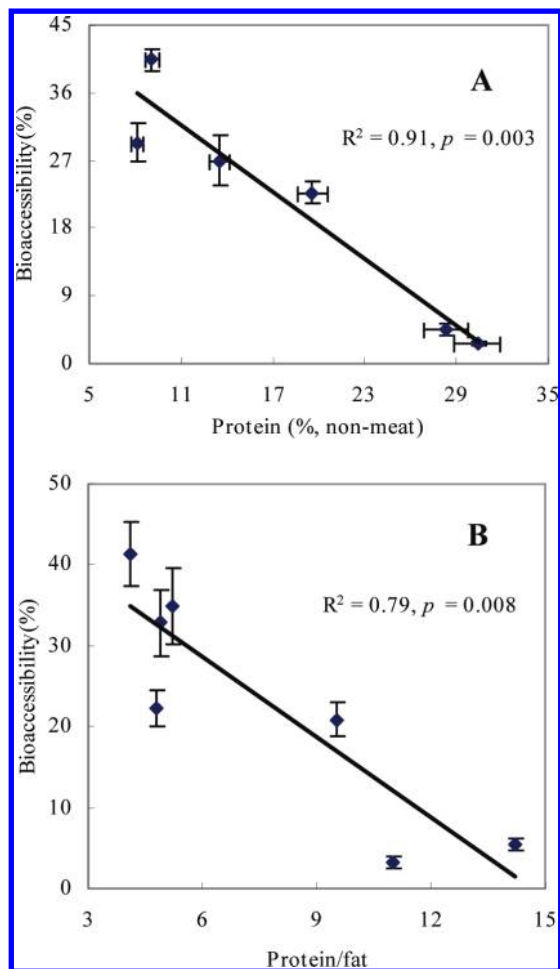 45
36
27
18
9
0
Bioaccessibility(%)
A
R² = 0.91, p = 0.003
5 11 17 23 29 35
Protein (%, non-meat)
50
40
30
20
10
0
Bioaccessibility(%)
B
R² = 0.79, p = 0.008
3 6 9 12 15
Protein/fat